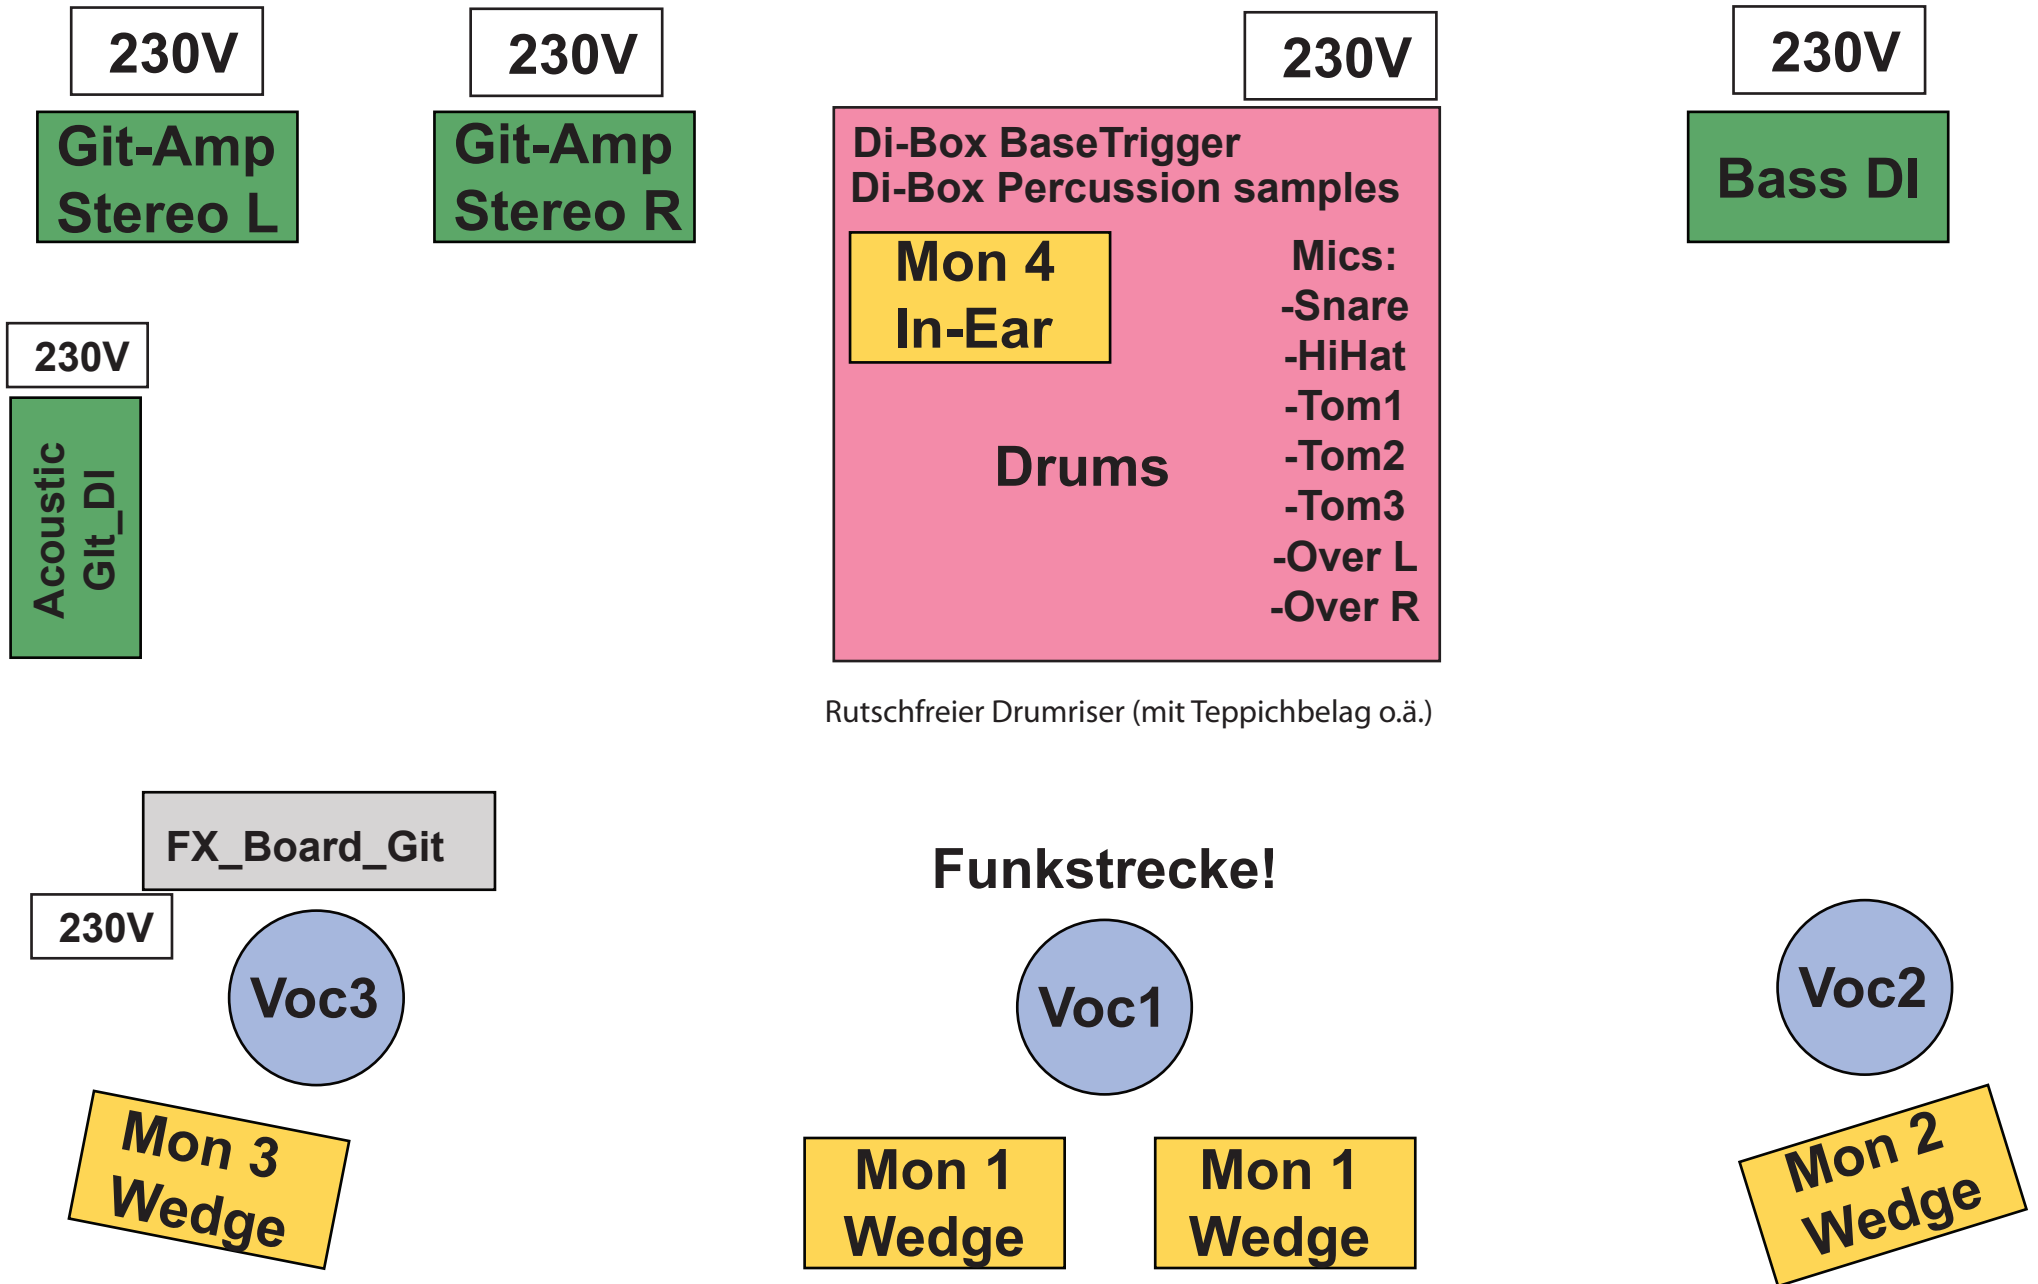 230V
230V
230V
230V
Git-Amp
Stereo L
Git-Amp
Stereo R
Di-Box BaseTrigger
Di-Box Percussion samples
Mon 4
In-Ear
Mics:
-Snare
-HiHat
-Tom1
-Tom2
-Tom3
-Over L
-Over R
Drums
Bass DI
230V
Acoustic
GIt_DI
Rutschfreier Drumriser (mit Teppichbelag o.ä.)
FX_Board_Git
230V
Funkstrecke!
Voc3
Voc1
Voc2
Mon 3
Wedge
Mon 1
Wedge
Mon 1
Wedge
Mon 2
Wedge